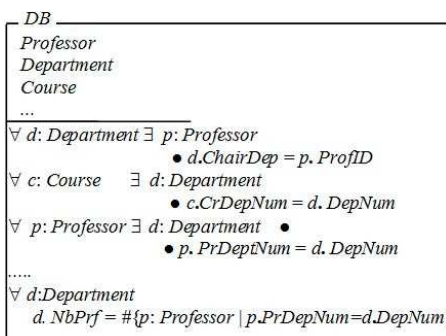 DB
Professor
Department
Course
...
∀ d: Department ∃ p: Professor
● d.ChairDep = p. ProfID
∀ c: Course ∃ d: Department
● c.CrDepNum = d. DepNum
∀ p: Professor ∃ d: Department ●
● p. PrDeptNum = d. DepNum
.....
∀ d:Department
d. NbPrf = #{p: Professor | p.PrDepNum=d.DepNum